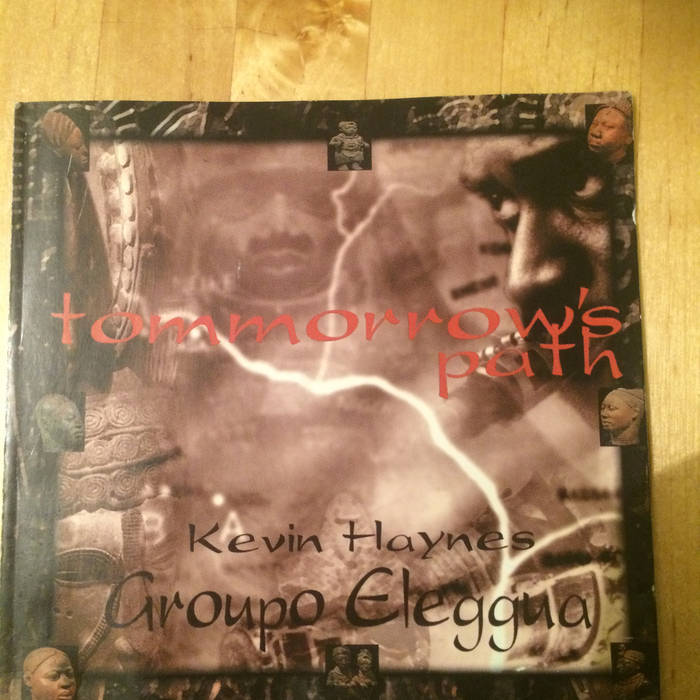 tommorrow's
path
Kevin Haynes
Groupo Eleggua